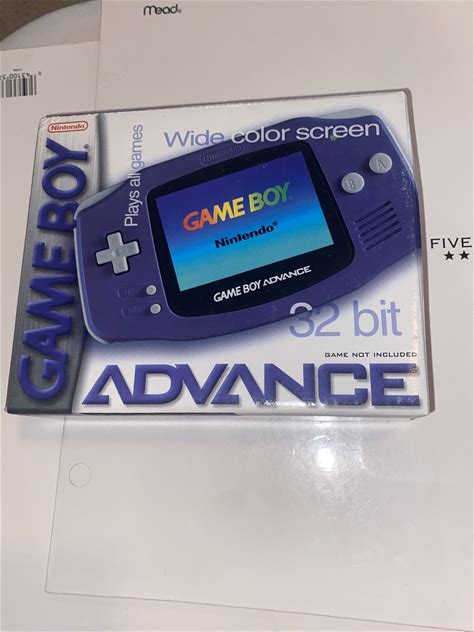 Mead
Nintendo
GAME BOY
Plays all games
Wide color screen
Nintendo
B
A
GAME BOY
Nintendo
GAME BOY ADVANCE
32 bit
GAME NOT INCLUDED
ADVANCE
FIVE